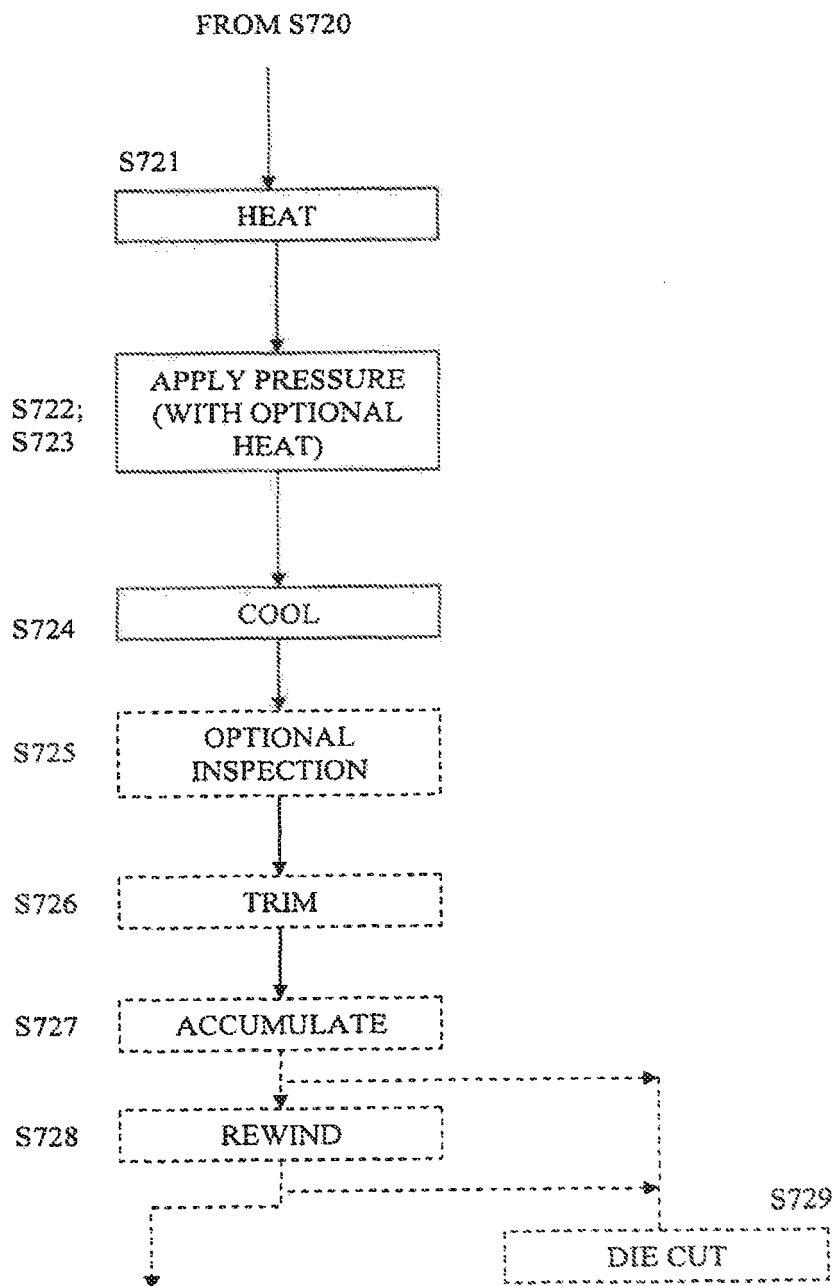 FROM S720
S721
HEAT
S722;
S723
APPLY PRESSURE
(WITH OPTIONAL
HEAT)
S724
COOL
S725
OPTIONAL
INSPECTION
S726
TRIM
S727
ACCUMULATE
S728
REWIND
S729
DIE CUT